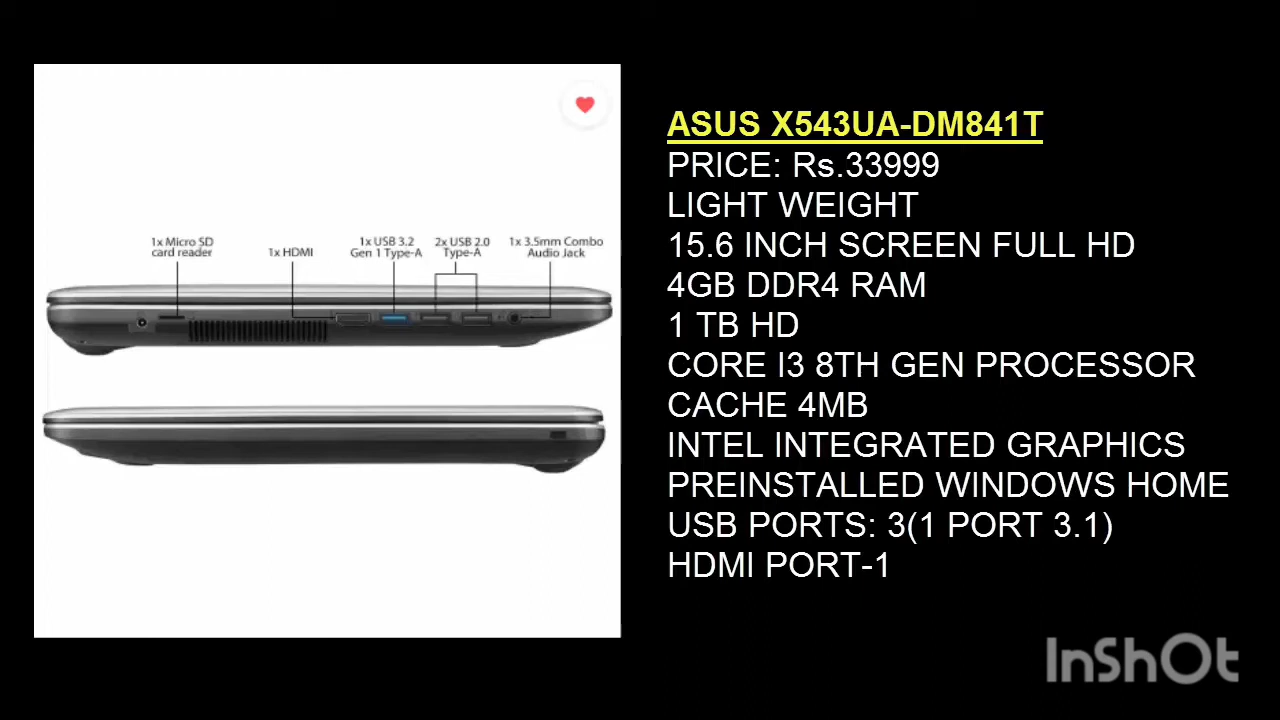 1x Micro SD
card reader
1x HDMI
1x USB 3.2
Gen 1 Type-A
2x USB 2.0
Type-A
1x 3.5mm Combo
Audio Jack
ASUS X543UA-DM841T
PRICE: Rs.33999
LIGHT WEIGHT
15.6 INCH SCREEN FULL HD
4GB DDR4 RAM
1 TB HD
CORE I3 8TH GEN PROCESSOR
CACHE 4MB
INTEL INTEGRATED GRAPHICS
PREINSTALLED WINDOWS HOME
USB PORTS: 3(1 PORT 3.1)
HDMI PORT-1
InShOt